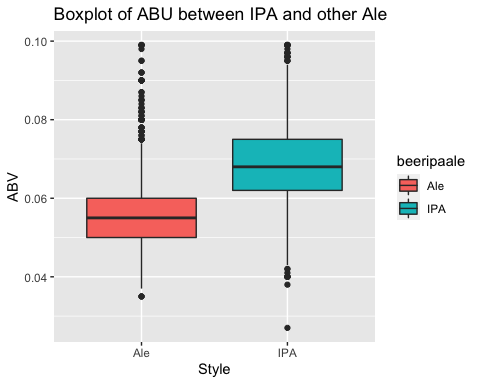 Boxplot of ABU between IPA and other Ale
0.10
0.08
0.06
0.04
ABV
Ale
IPA
Style
beeripaale
Ale
IPA